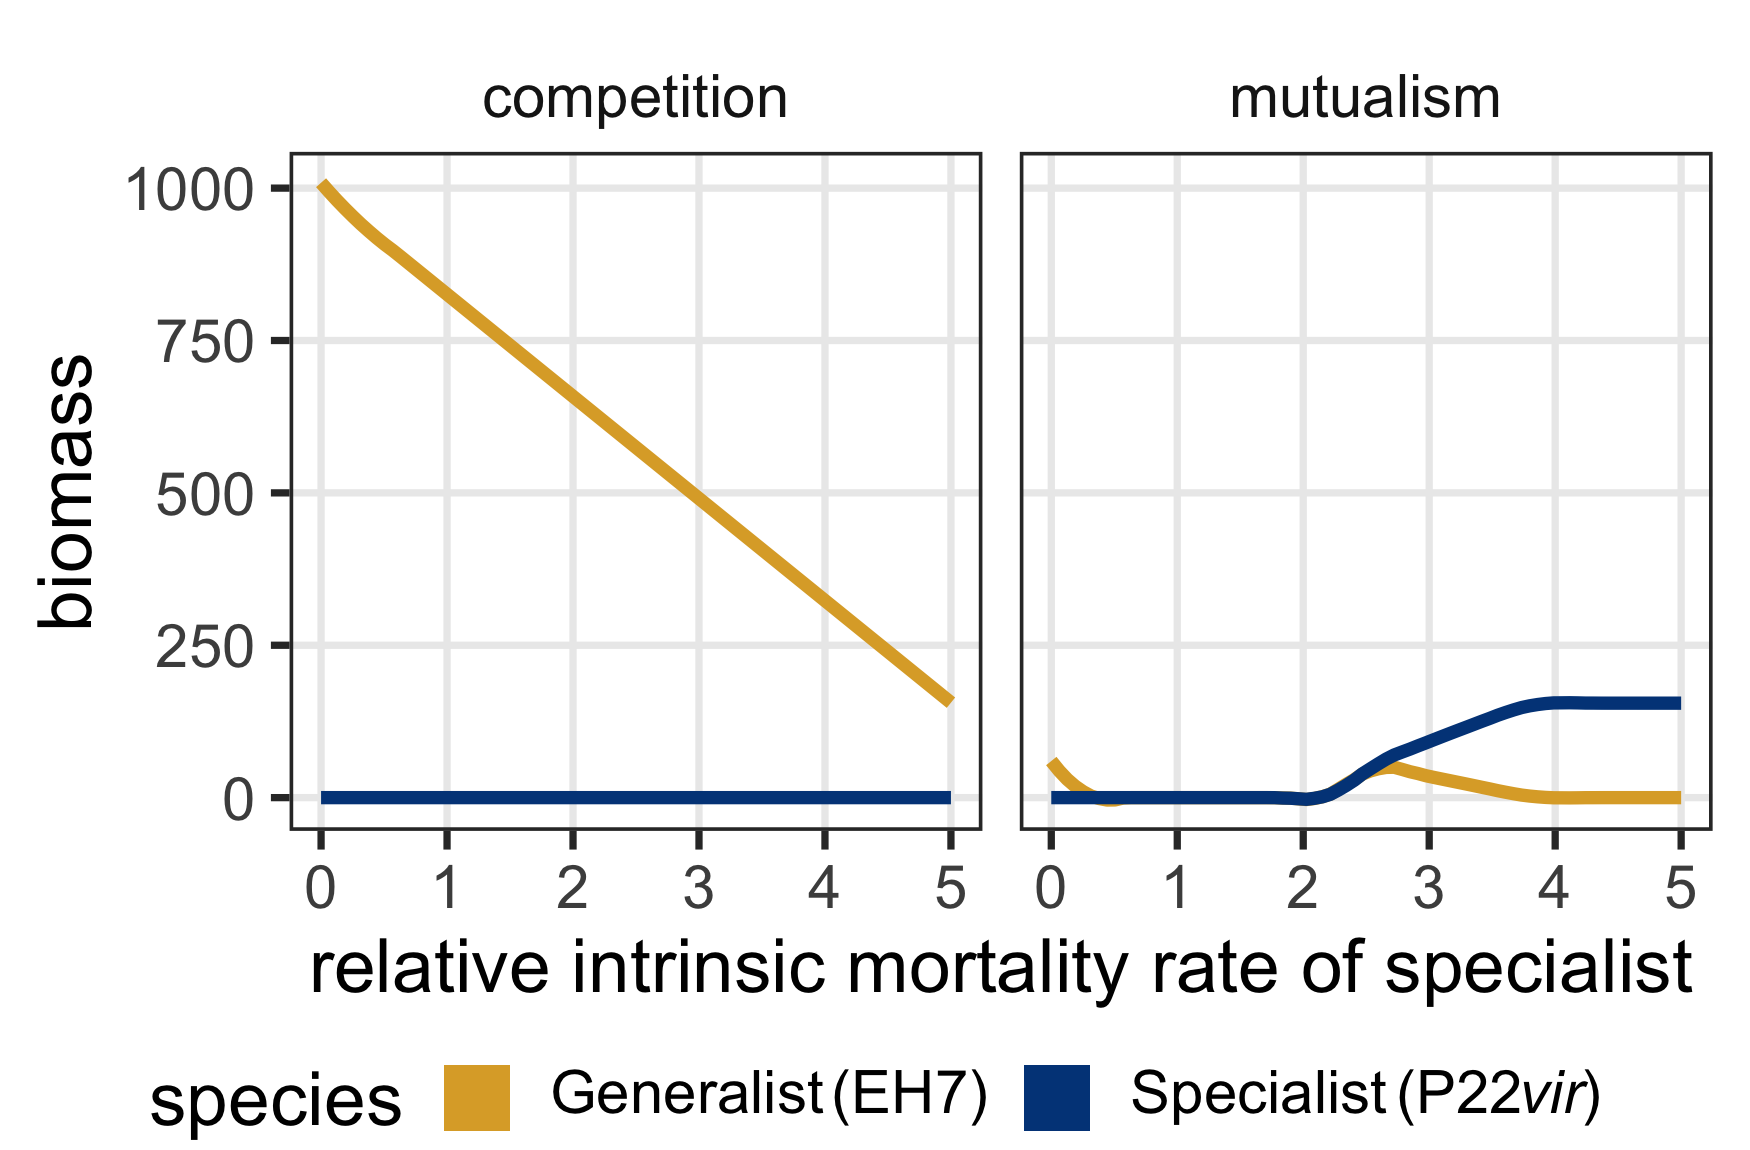 competition mutualism
1000
750
500
250
0
biomass
0 1 2 3 4 5 0 1 2 3 4 5
relative intrinsic mortality rate of specialist
species Generalist (EH7) Specialist (P22vir)